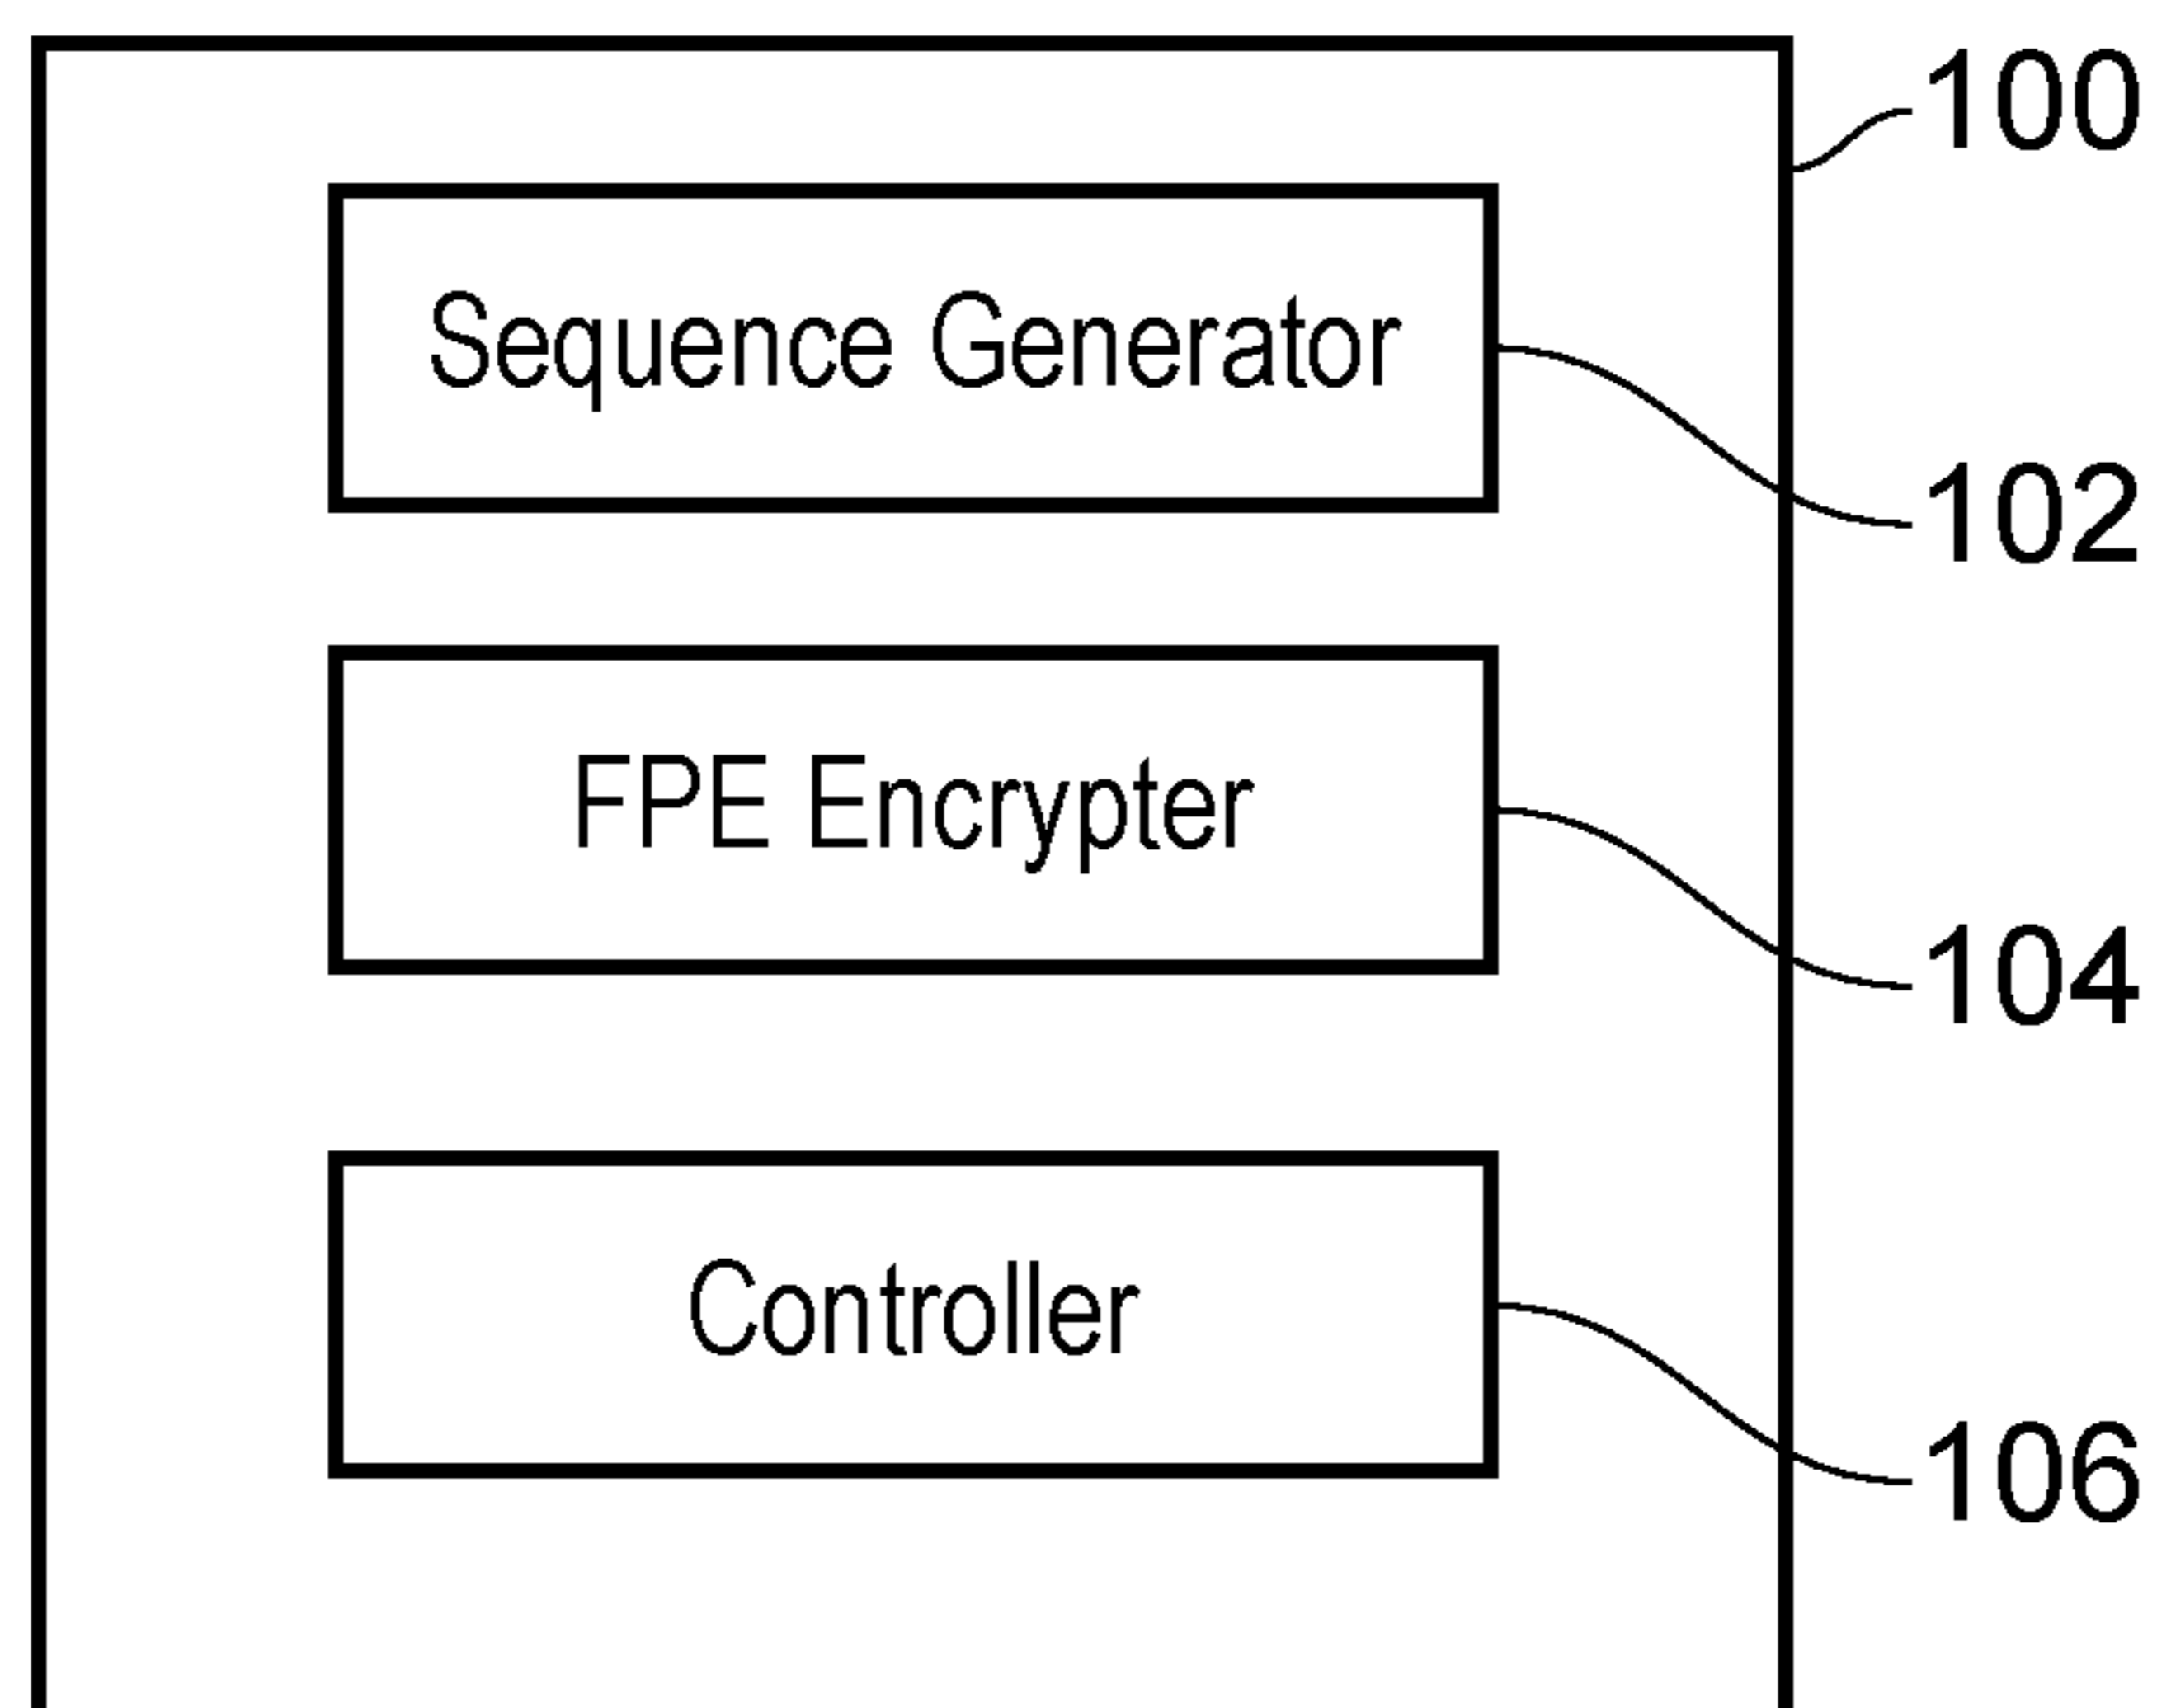 100
Sequence Generator
102
FPE Encrypter
104
Controller
106